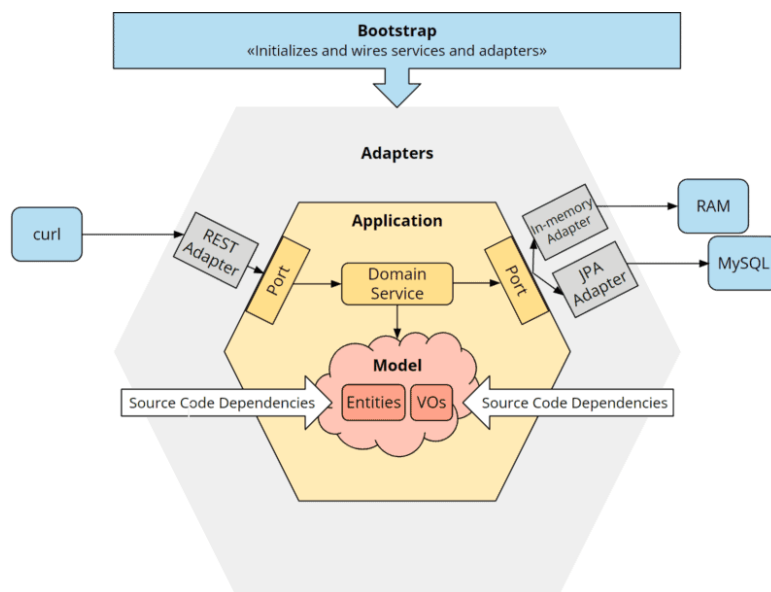 Bootstrap
«Initializes and wires services and adapters»
Adapters
Application
curl
REST
Adapter
Port
Domain
Service
Port
In-memory
Adapter
RAM
JPA
Adapter
MySQL
Model
Source Code Dependencies
Entities
VOs
Source Code Dependencies